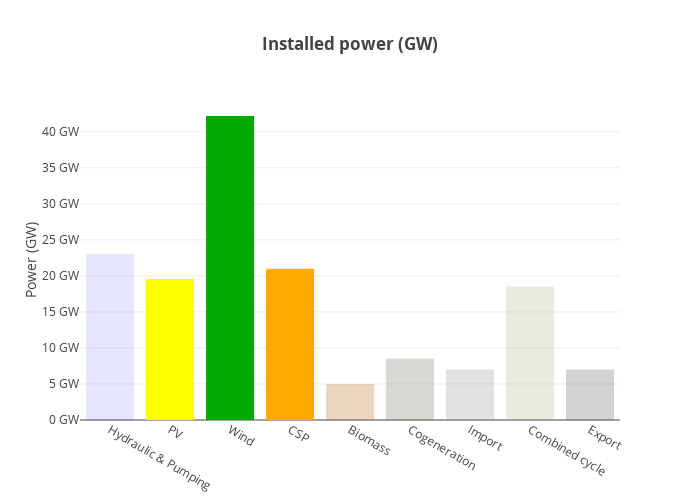 Installed power (GW)
Power (GW)
40 GW
35 GW
30 GW
25 GW
20 GW
15 GW
10 GW
5 GW
0 GW
Hydraulic & Pumping
PV
Wind
CSP
Biomass
Cogeneration
Import
Combined cycle
Export